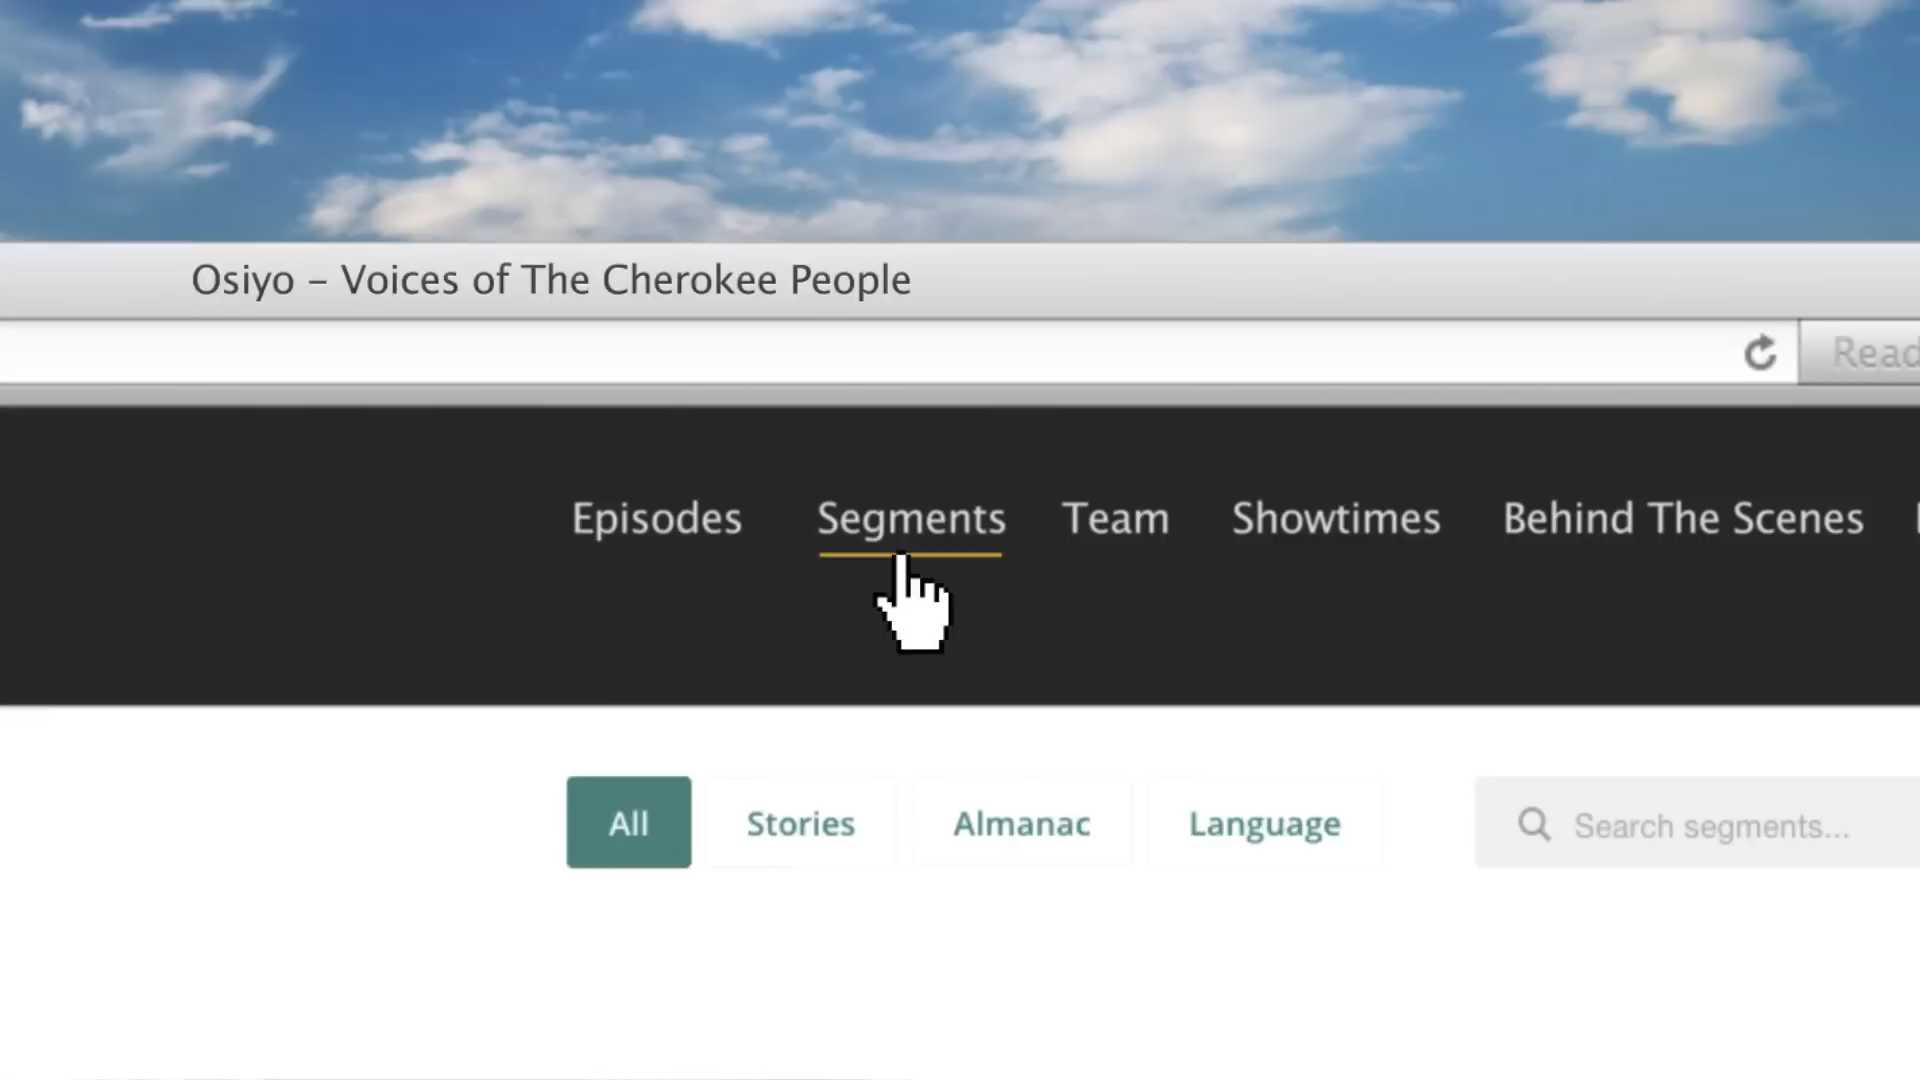 Osiyo – Voices of The Cherokee People
Read
Episodes Segments Team Showtimes Behind The Scenes
All Stories Almanac Language Search segments...